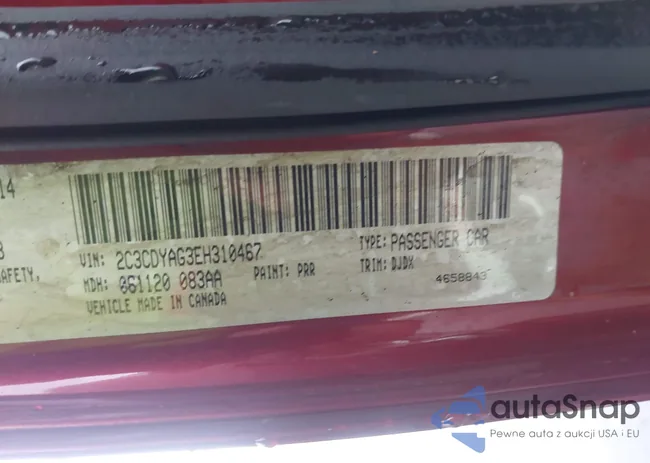 14
3
SAFETY,
VIN: 2C3CDYAG3EH310467 TYPE: PASSENGER CAR
MDH: 061120 083AA PAINT: PRR TRIM: DJDX
VEHICLE MADE IN CANADA 4658843
autaSnap
Pewne auta z aukcji USA i EU